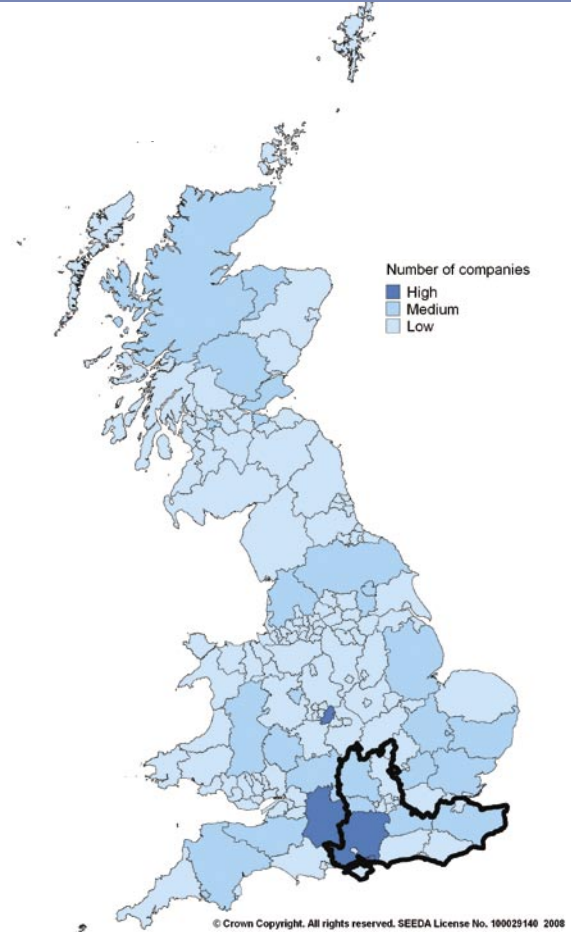 Number of companies
High
Medium
Low
© Crown Copyright. All rights reserved. SEEDA License No. 100029140 2008